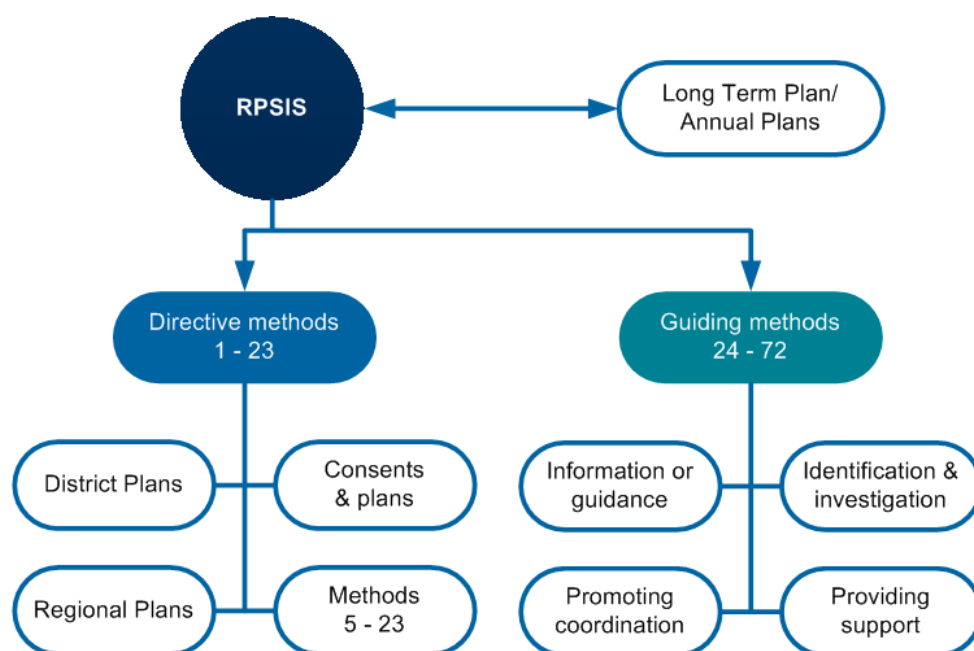 RPSIS
Long Term Plan/
Annual Plans
Directive methods
1 - 23
Guiding methods
24 - 72
District Plans
Consents
& plans
Information or
guidance
Identification &
investigation
Regional Plans
Methods
5 - 23
Promoting
coordination
Providing
support